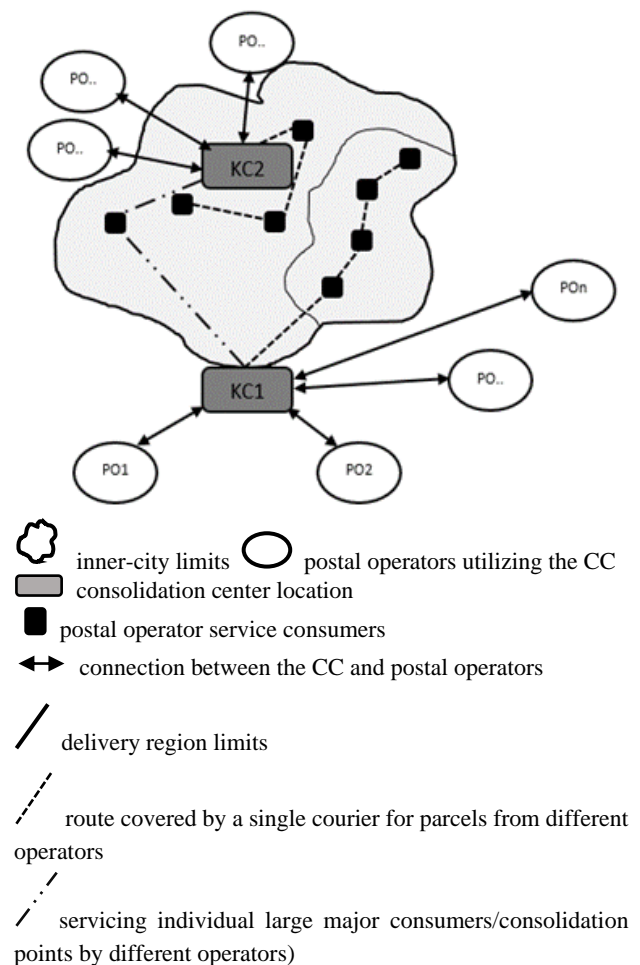 PO..
PO..
PO..
KC2
POn
PO..
KC1
PO1
PO2
inner-city limits postal operators utilizing the CC
consolidation center location
postal operator service consumers
connection between the CC and postal operators
delivery region limits
route covered by a single courier for parcels from different
operators
servicing individual large major consumers/consolidation
points by different operators)